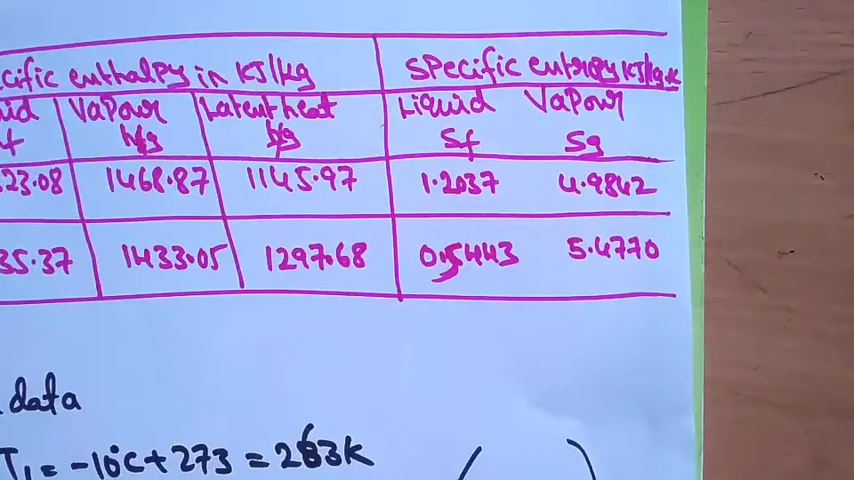 cific enthalpy in KJ/kg SPecific entropy KJ/kg.K
uid Vapour Latent heat Liquid Vapour
f hfg Sf Sg
23.08 1468.87 1145.97 1.2037 4.9842
35.37 1433.05 1297.68 0.5443 5.4770
data
T1 = -10°C + 273 = 263K